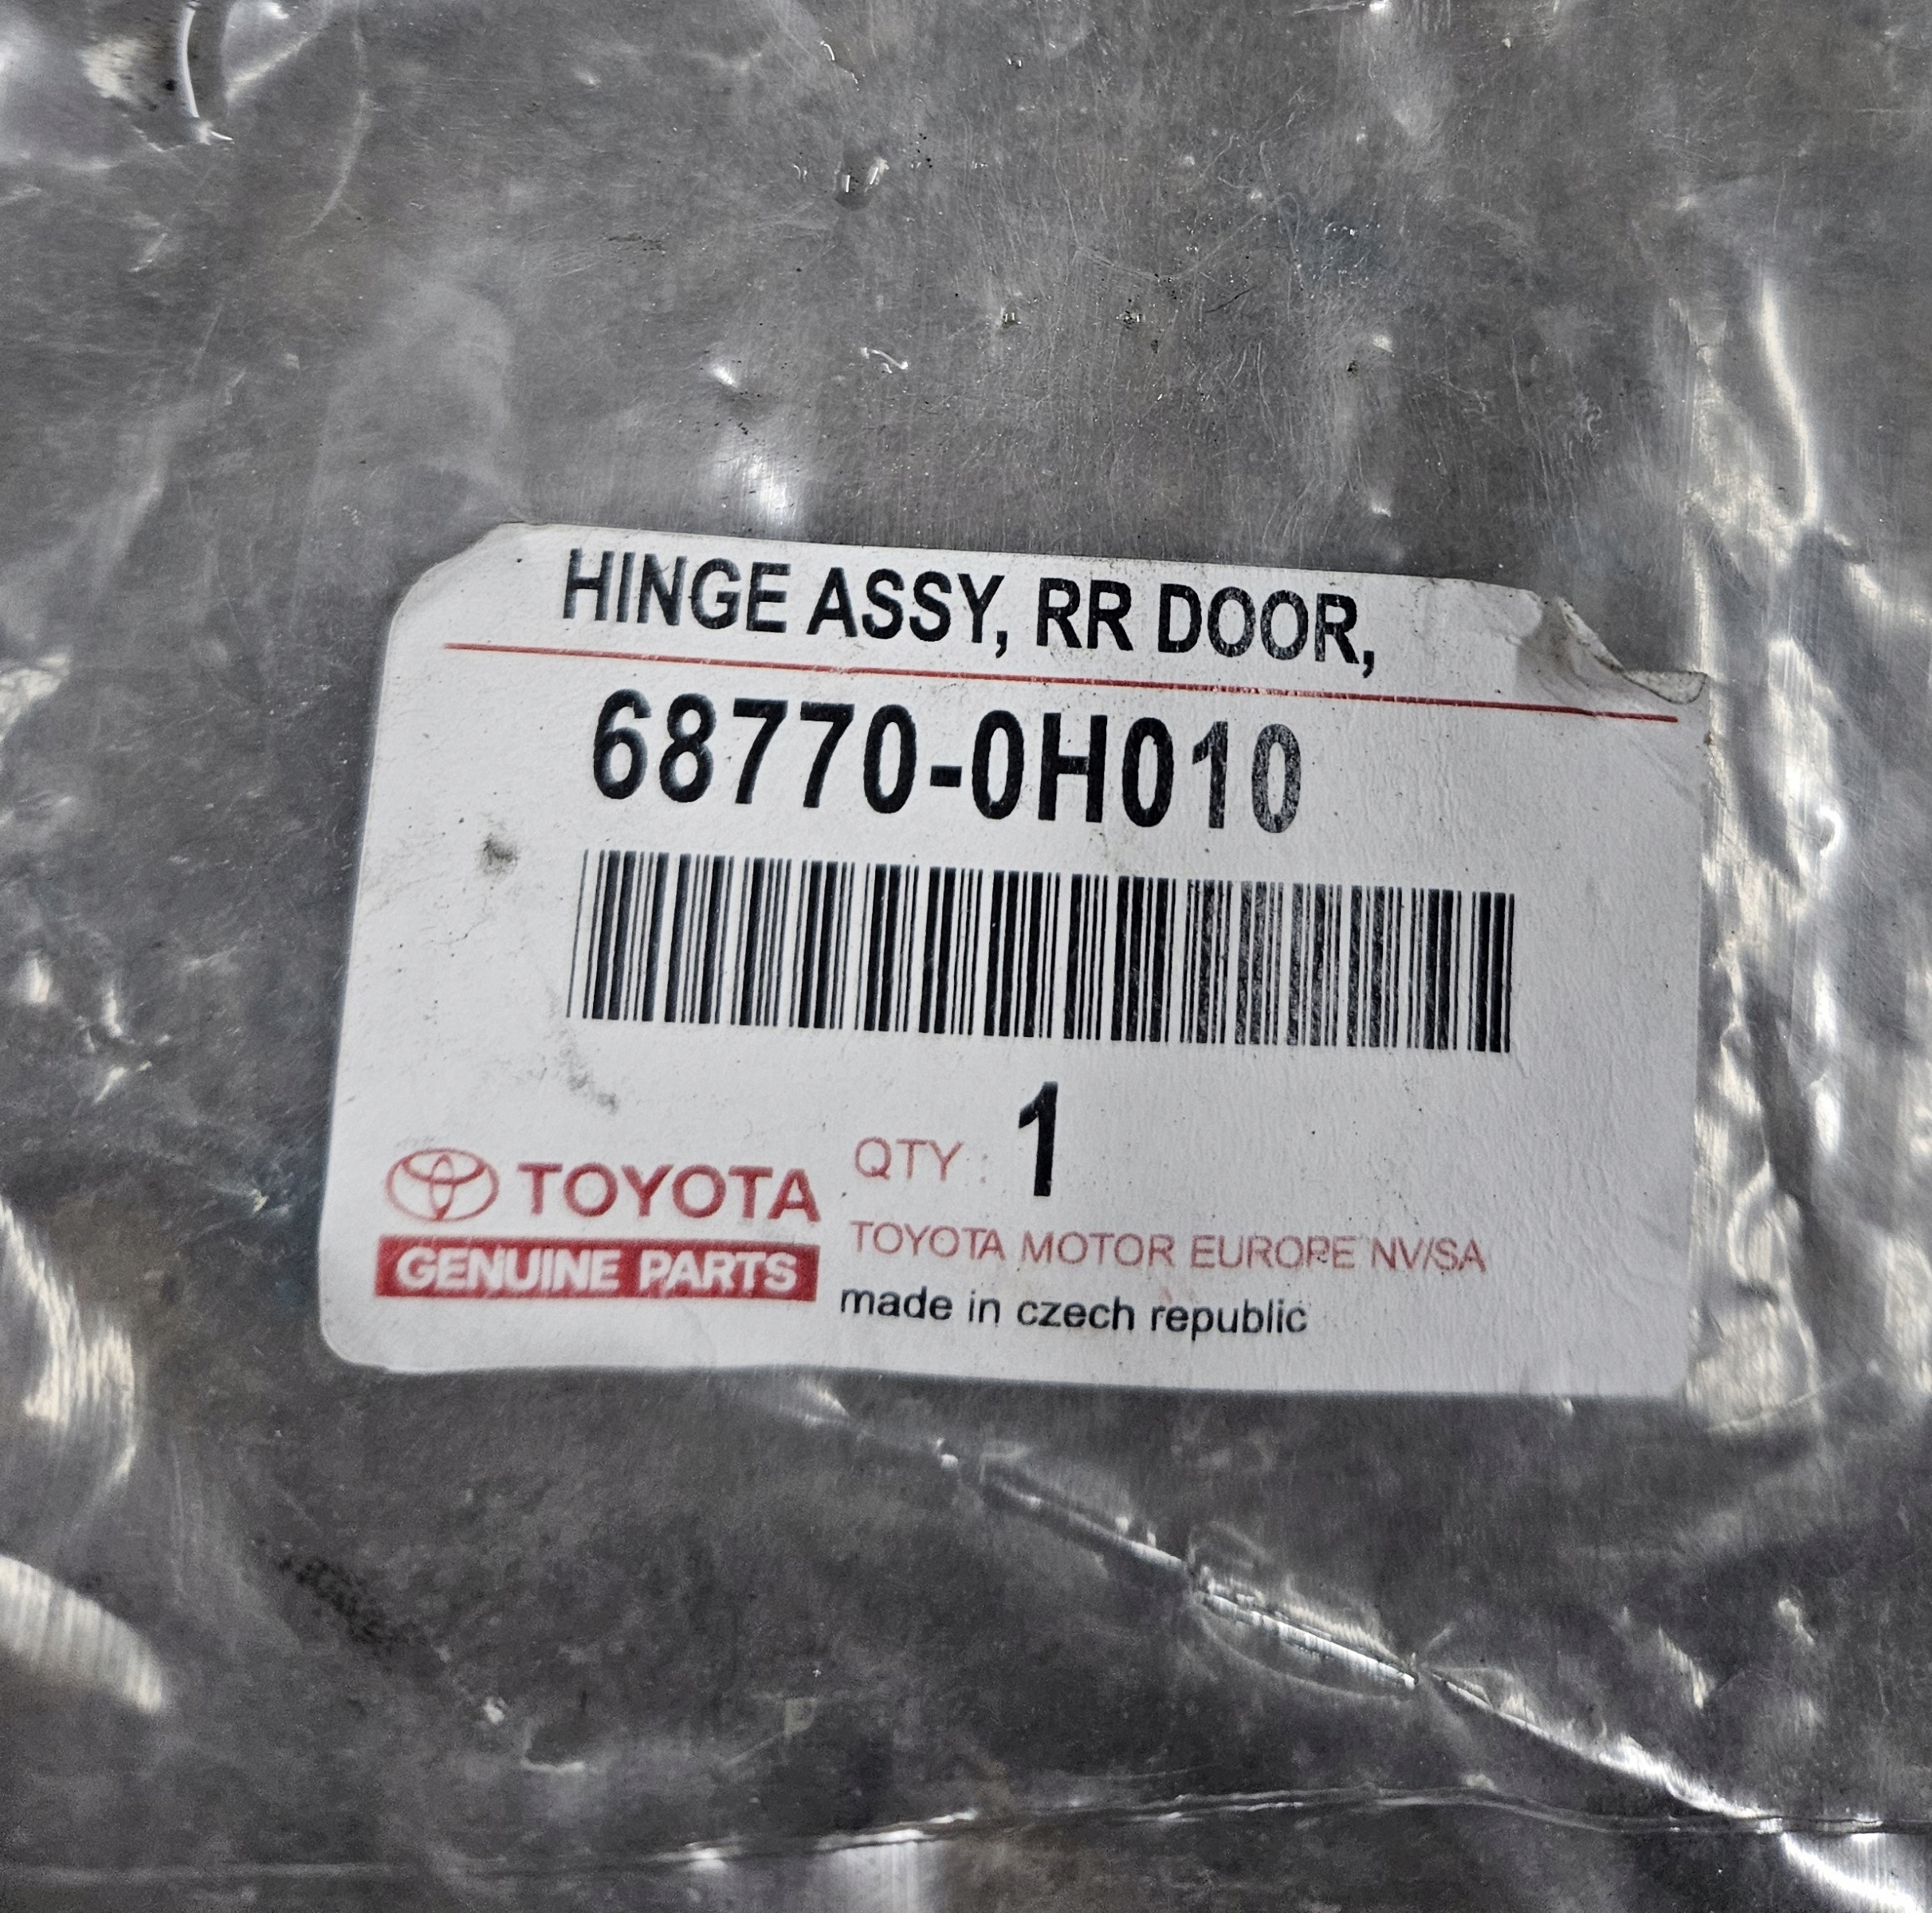 HINGE ASSY, RR DOOR,
68770-0H010
QTY : 1
TOYOTA
GENUINE PARTS
TOYOTA MOTOR EUROPE NV/SA
made in czech republic